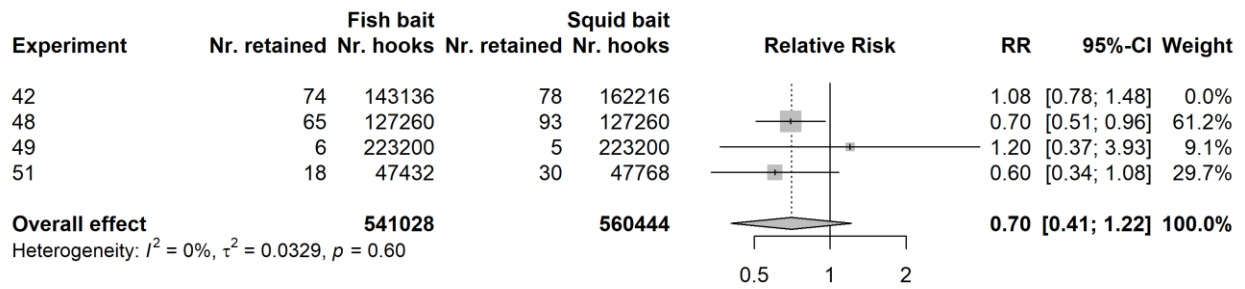 Fish bait Squid bait
Experiment Nr. retained Nr. hooks Nr. retained Nr. hooks Relative Risk RR 95%-CI Weight
42 74 143136 78 162216 1.08 [0.78; 1.48] 0.0%
48 65 127260 93 127260 0.70 [0.51; 0.96] 61.2%
49 6 223200 5 223200 1.20 [0.37; 3.93] 9.1%
51 18 47432 30 47768 0.60 [0.34; 1.08] 29.7%
Overall effect 541028 560444 0.70 [0.41; 1.22] 100.0%
Heterogeneity: I² = 0%, τ² = 0.0329, p = 0.60
0.5 1 2